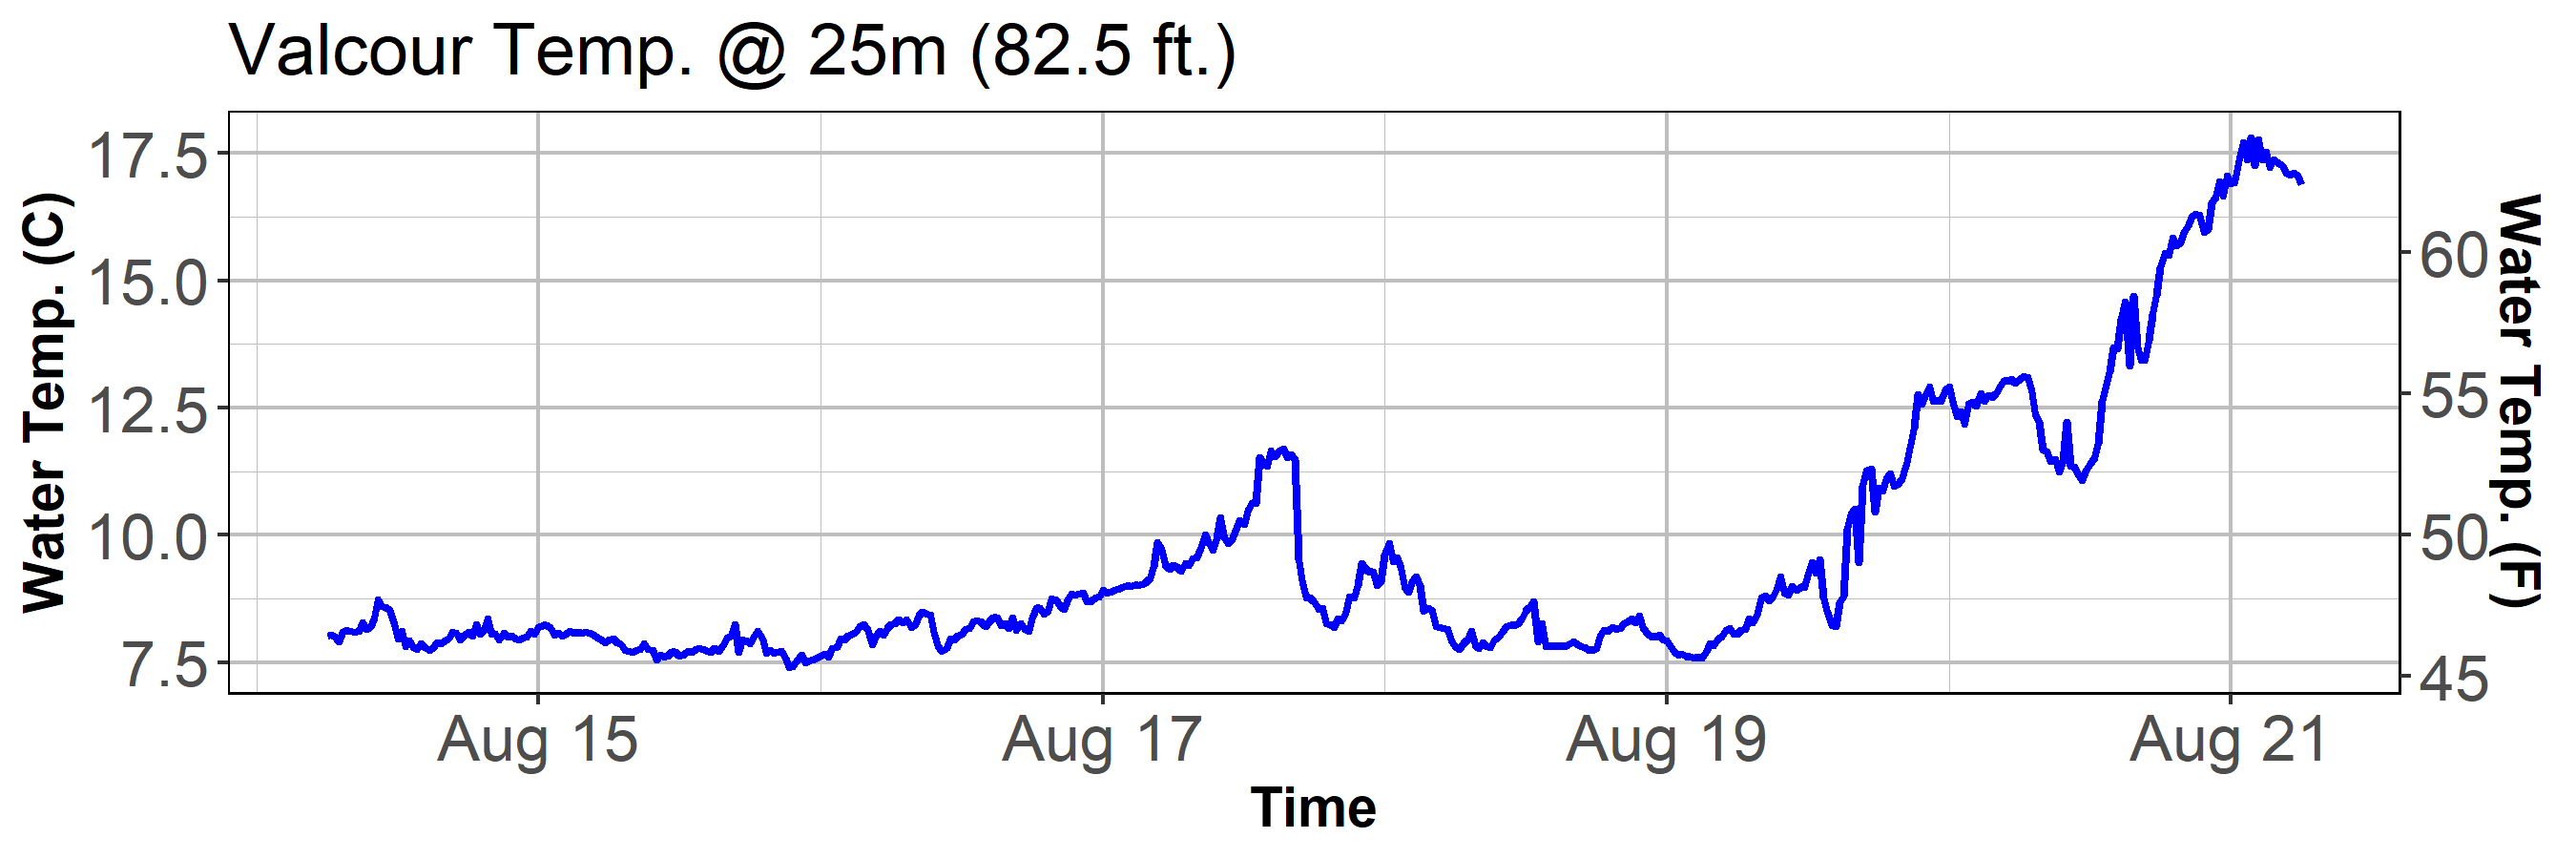 Valcour Temp. @ 25m (82.5 ft.)
Water Temp. (C)
17.5
15.0
12.5
10.0
7.5
60
55
50
45
Water Temp. (F)
Aug 15 Aug 17 Aug 19 Aug 21
Time